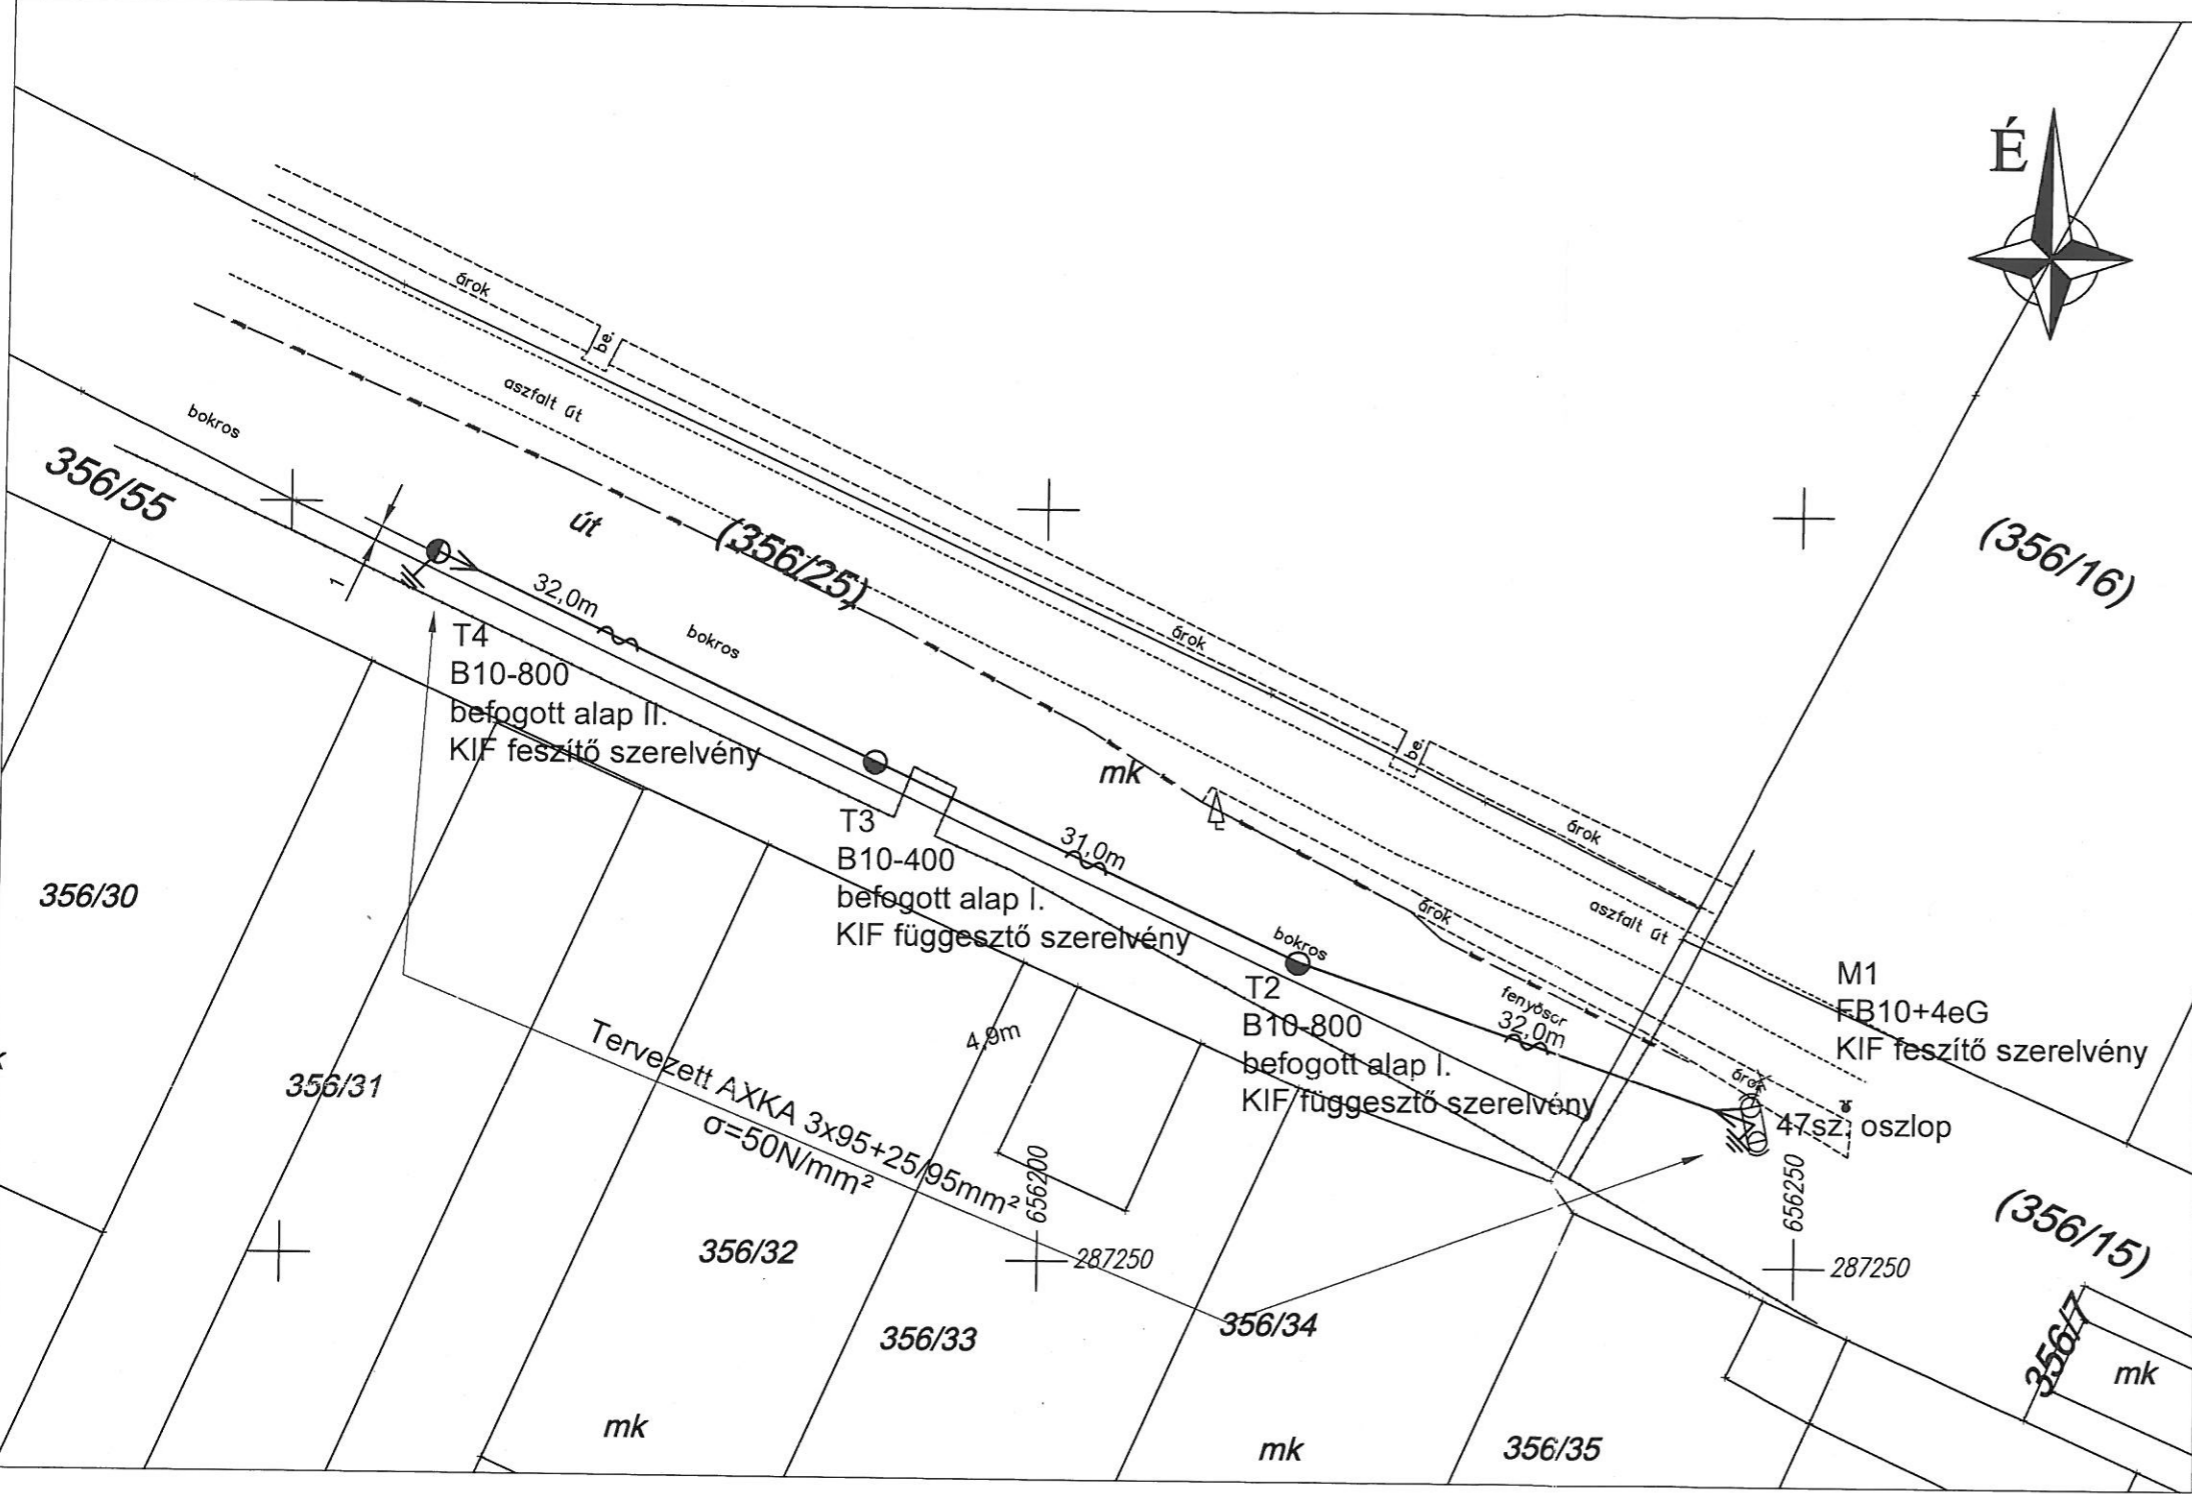 É
árok
be.
aszfalt út
bokros
356/55
út
(356/25)
(356/16)
1
32,0m
bokros
T4
B10-800
befogott alap II.
KIF feszítő szerelvény
árok
mk
be.
T3
B10-400
befogott alap I.
KIF függesztő szerelvény
31,0m
árok
356/30
árok
aszfalt út
bokros
T2
B10-800
befogott alap I.
KIF függesztő szerelvény
fenyősor
32,0m
M1
FB10+4eG
KIF feszítő szerelvény
árok
47sz. oszlop
4,9m
356/31
Tervezett AXKA 3x95+25/95mm²
σ=50N/mm²
656200
287250
656250
287250
(356/15)
356/32
356/33
356/34
356/7
mk
mk
mk
356/35